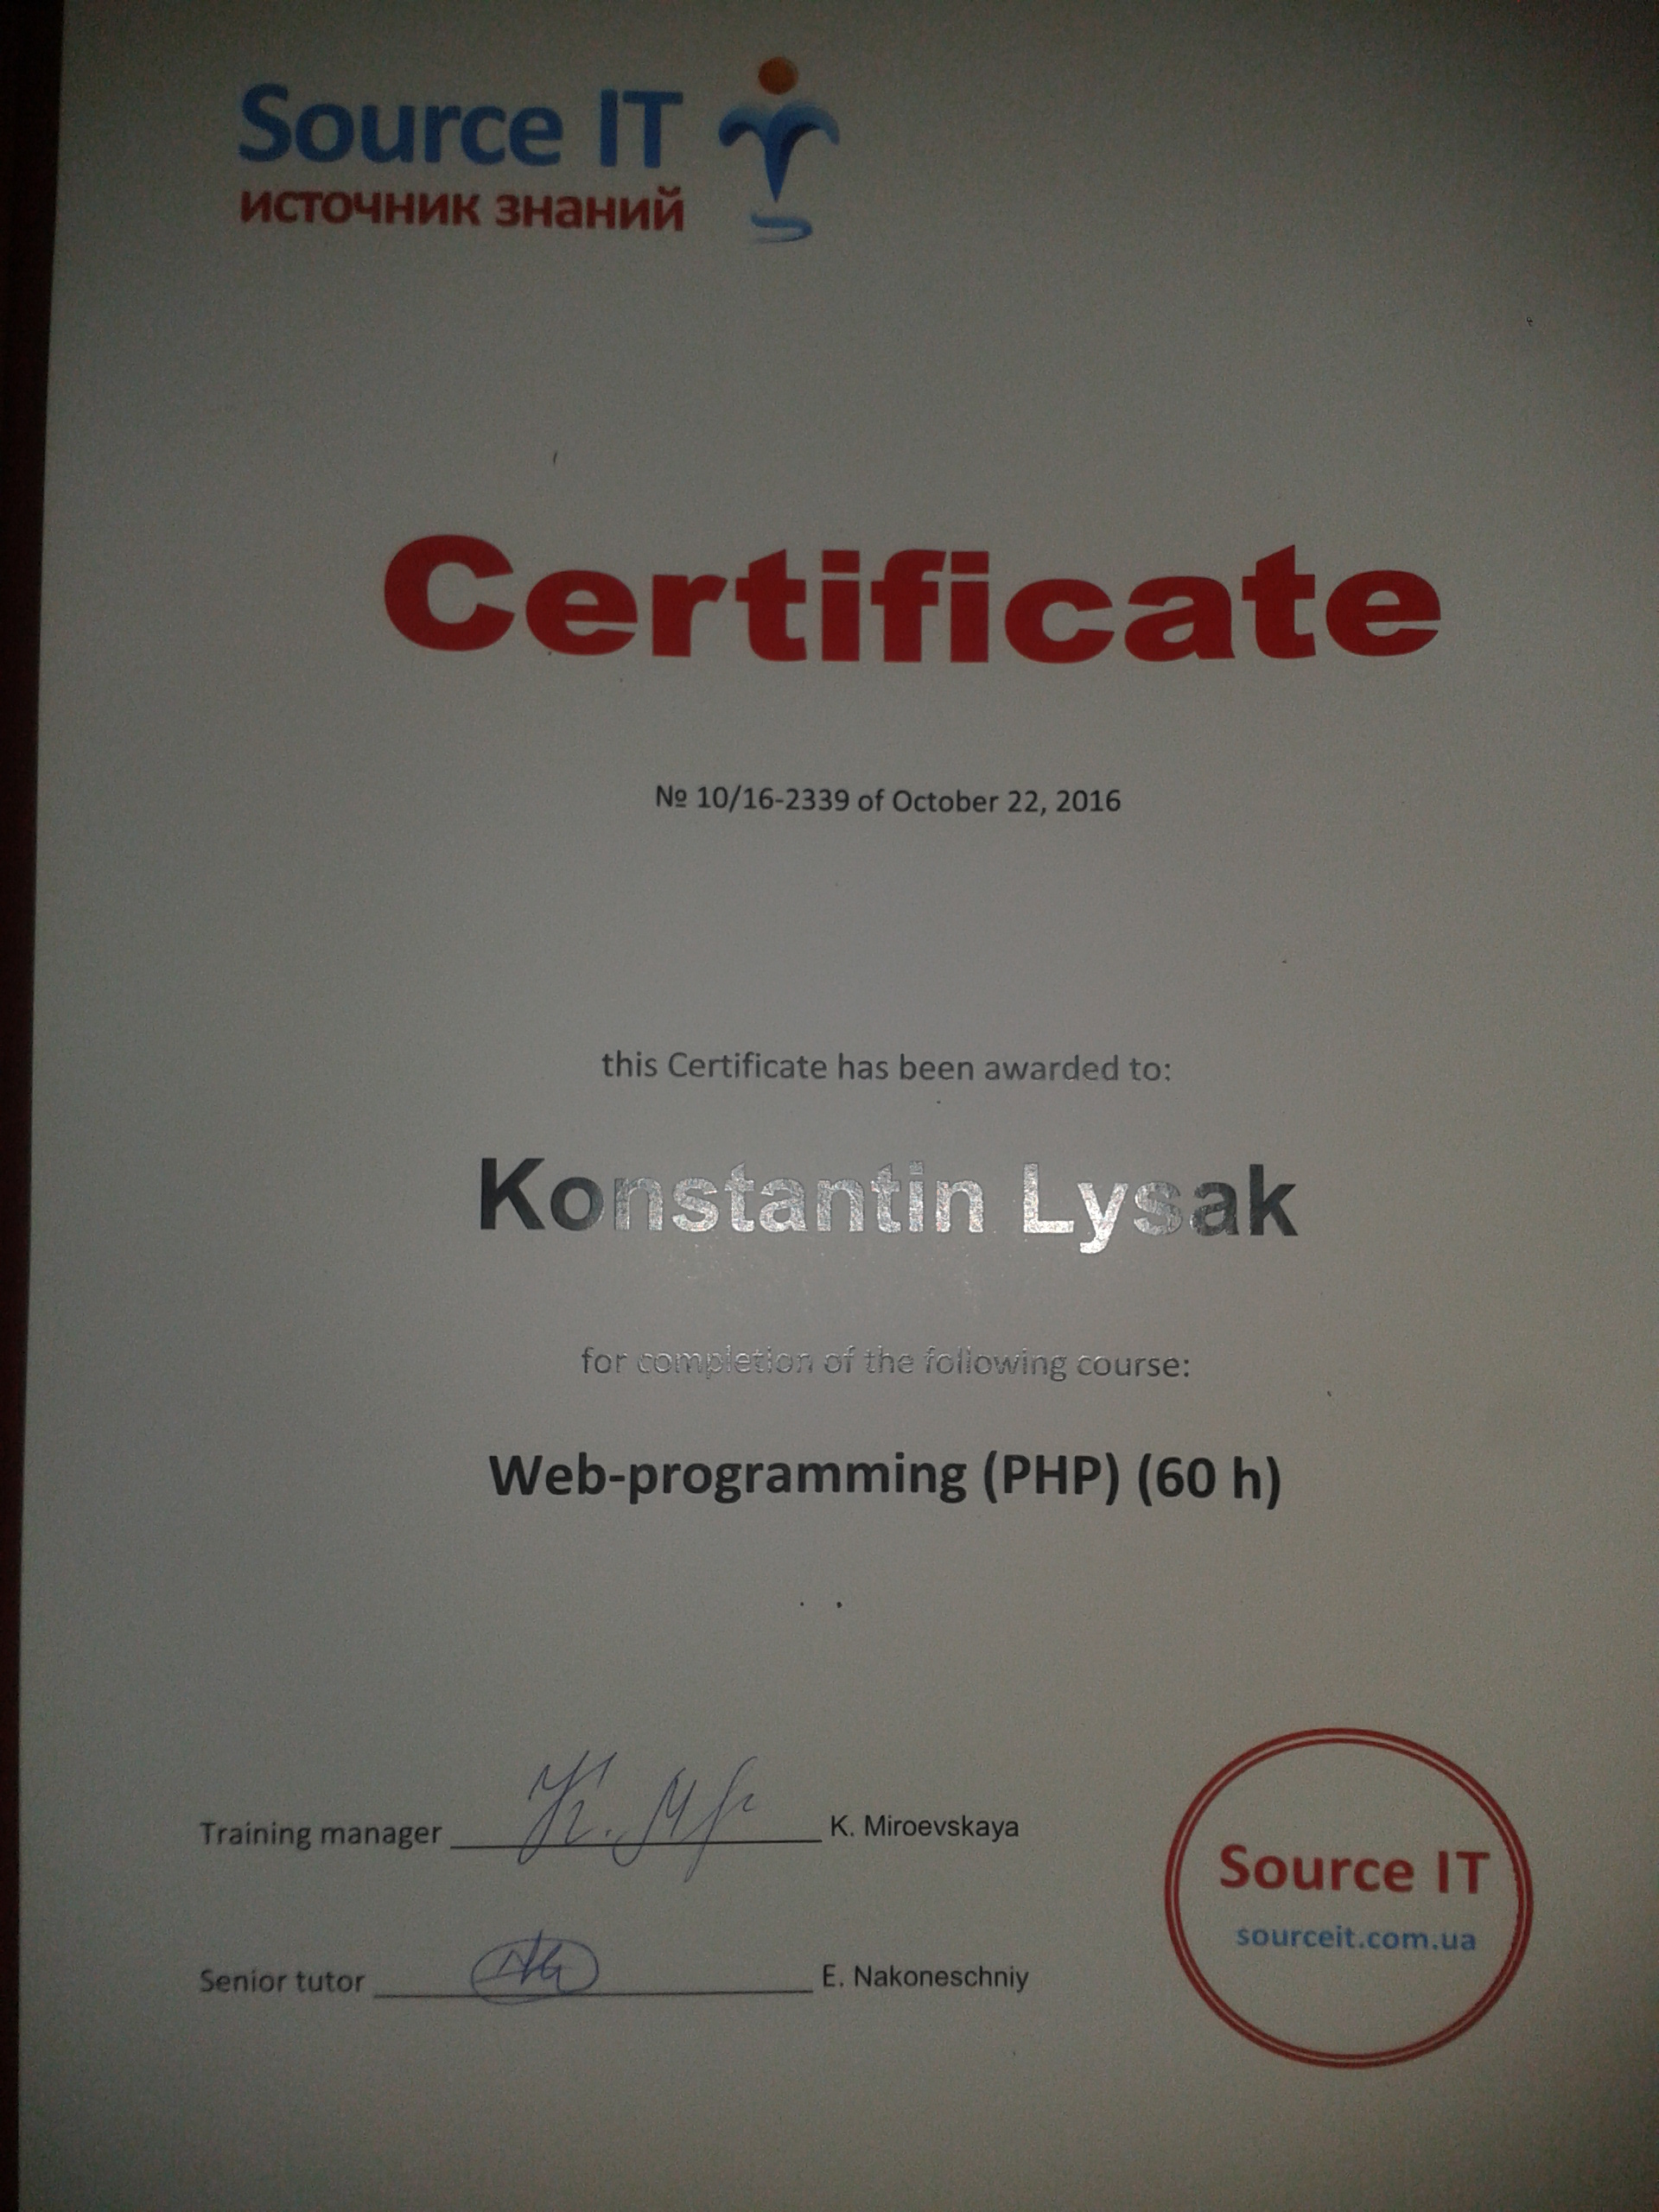 Source IT
источник знаний
Certificate
№ 10/16-2339 of October 22, 2016
this Certificate has been awarded to:
Konstantin Lysak
for completion of the following course:
Web-programming (PHP) (60 h)
Training manager K. Miroevskaya
Senior tutor E. Nakoneschniy
Source IT
sourceit.com.ua